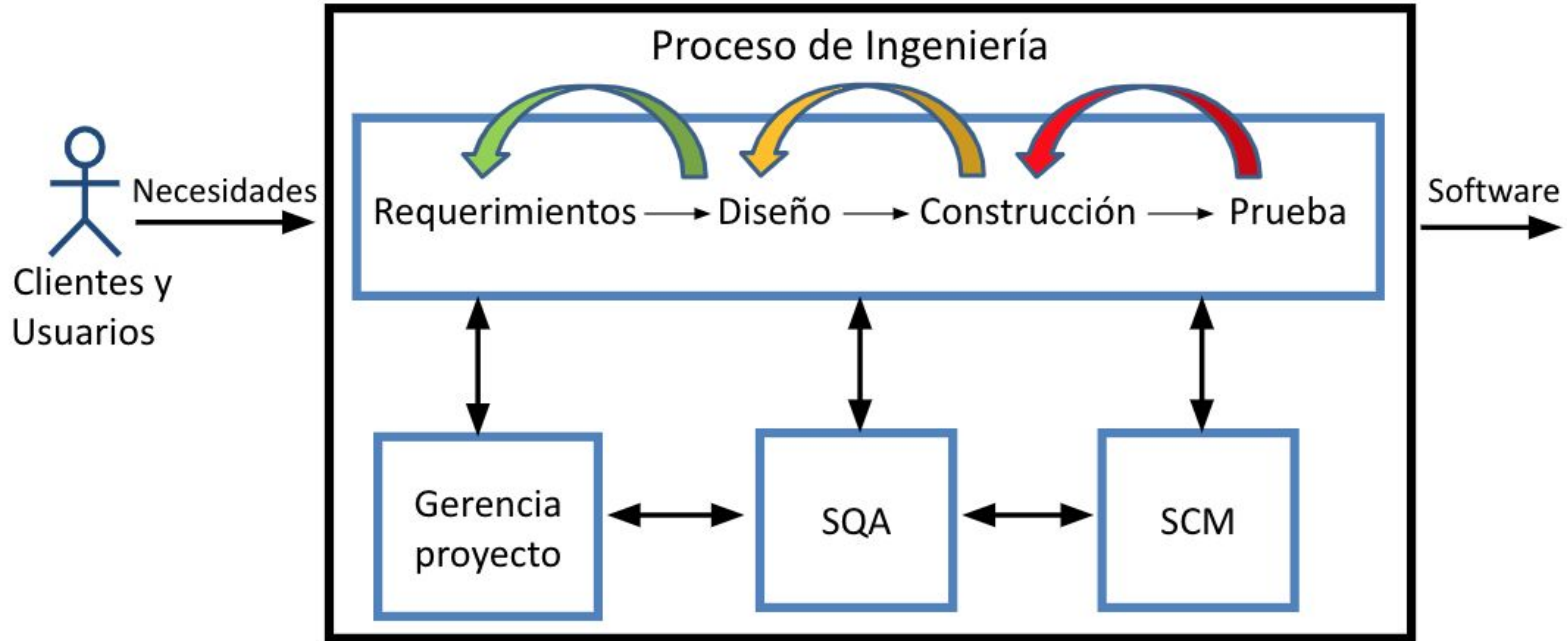 Proceso de Ingeniería
Necesidades
Clientes y
Usuarios
Requerimientos
Diseño
Construcción
Prueba
Software
Gerencia
proyecto
SQA
SCM